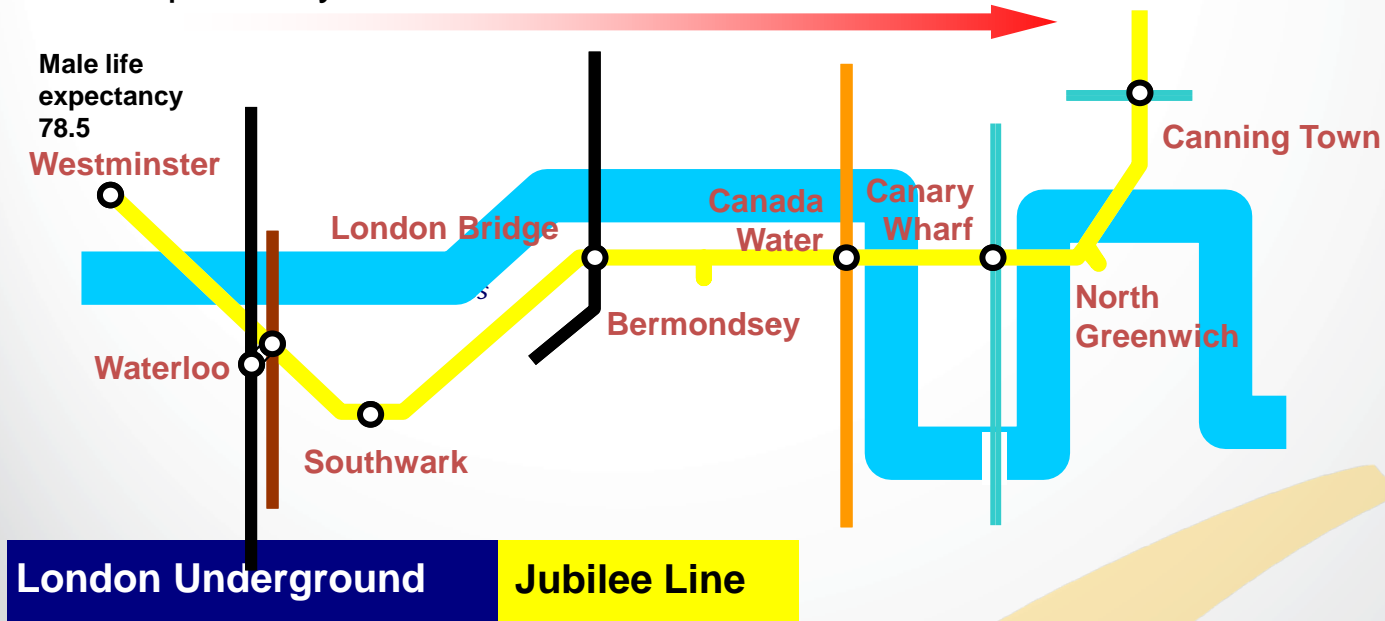 Male life
expectancy
78.5
Westminster
Canning Town
Canada
Water
Canary
Wharf
London Bridge
North
Greenwich
Bermondsey
Waterloo
Southwark
London Underground
Jubilee Line